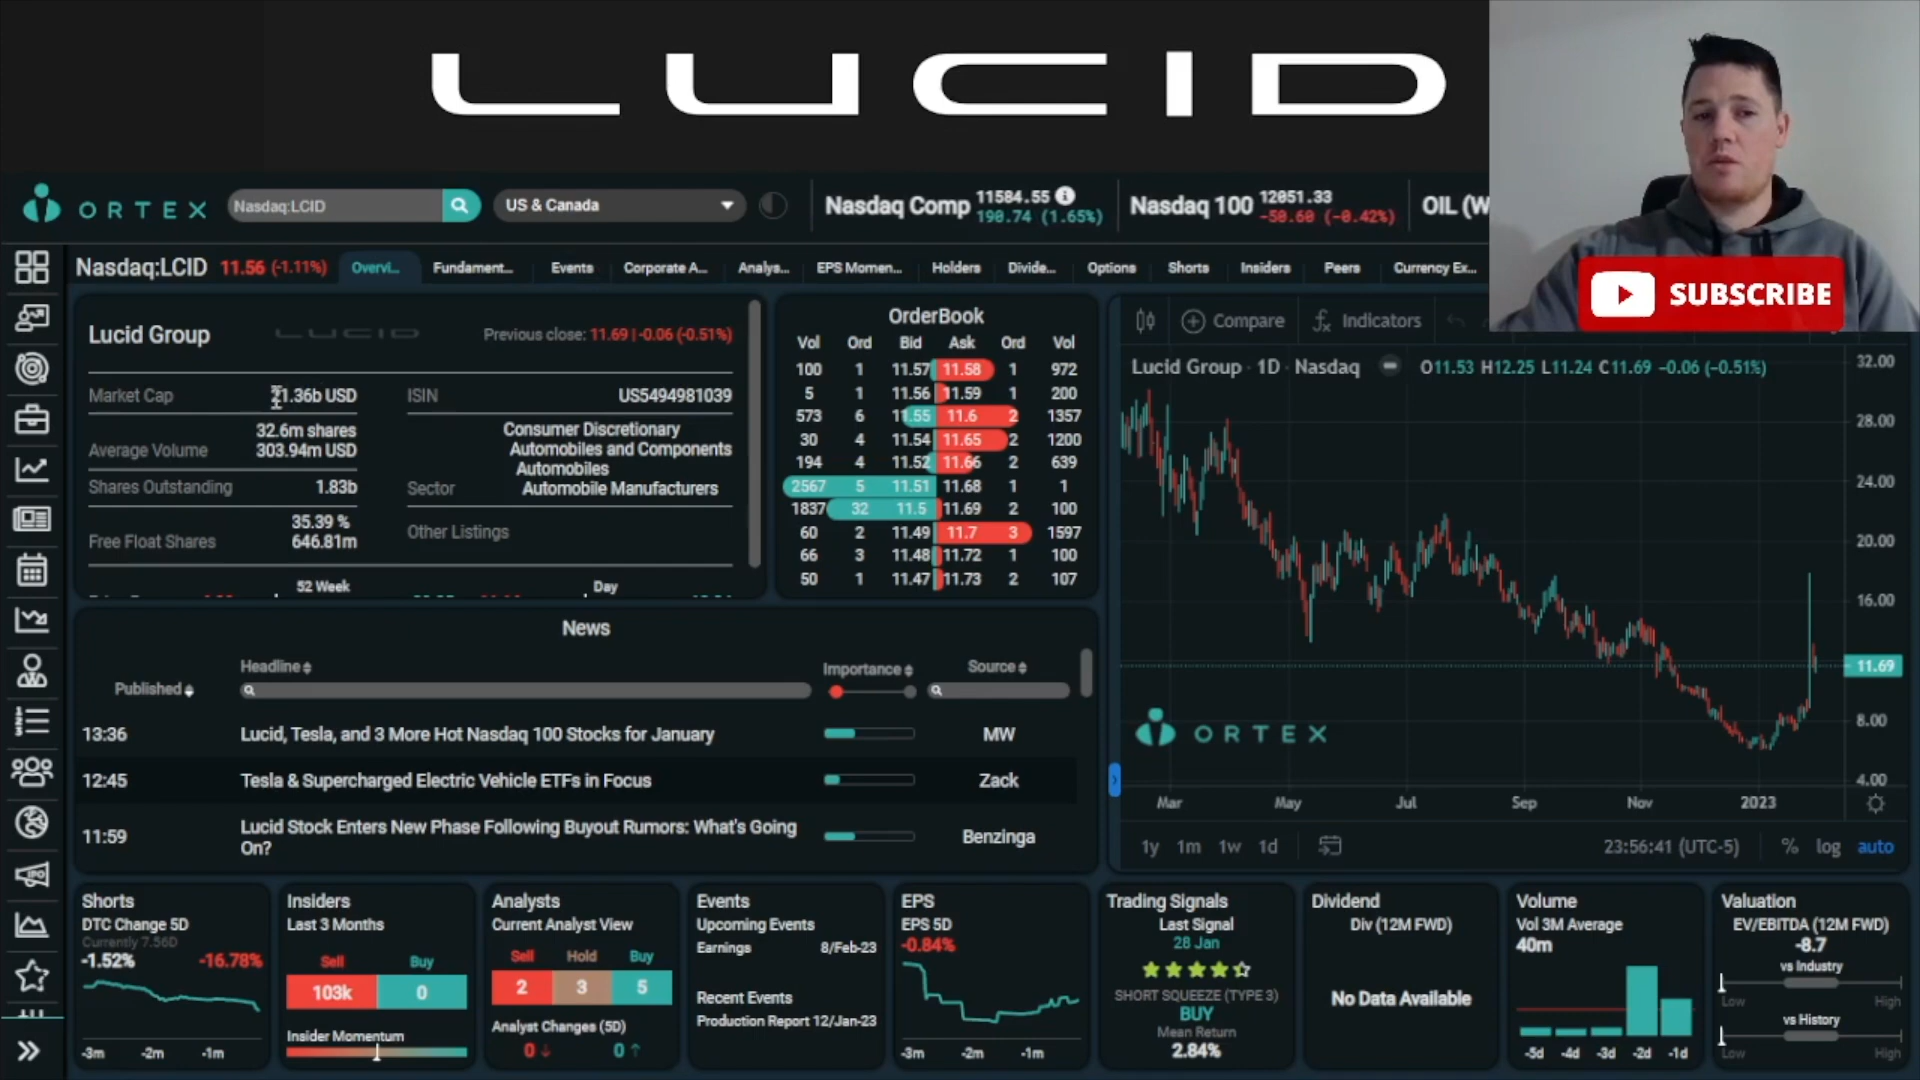 LUCID
ORTEX
Nasdaq:LCID
US & Canada
Nasdaq Comp 11584.55
190.74 (1.65%)
Nasdaq 100 12051.33
-50.60 (-0.42%)
OIL (W
SUBSCRIBE
Nasdaq:LCID 11.56 (-1.11%)
Overvi... Fundament... Events Corporate A... Analys... EPS Momen... Holders Divide... Options Shorts Insiders Peers Currency Ex...
Lucid Group
LUCID
Previous close: 11.69 | -0.06 (-0.51%)
Market Cap 21.36b USD
ISIN US5494981039
Average Volume 32.6m shares
303.94m USD
Shares Outstanding 1.83b
Free Float Shares 35.39 %
646.81m
Sector Consumer Discretionary
Automobiles and Components
Automobiles
Automobile Manufacturers
Other Listings
52 Week Day
OrderBook
Vol Ord Bid Ask Ord Vol
100 1 11.57 11.58 1 972
5 1 11.56 11.59 1 200
573 6 11.55 11.6 2 1357
30 4 11.54 11.65 2 1200
194 4 11.52 11.66 2 639
2567 5 11.51 11.68 1 1
1837 32 11.5 11.69 2 100
60 2 11.49 11.7 3 1597
66 3 11.48 11.72 1 100
50 1 11.47 11.73 2 107
Compare Indicators
Lucid Group · 1D · Nasdaq O11.53 H12.25 L11.24 C11.69 -0.06 (-0.51%)
32.00
28.00
24.00
20.00
16.00
11.69
8.00
4.00
ORTEX
Mar May Jul Sep Nov 2023
1y 1m 1w 1d 23:56:41 (UTC-5) % log auto
News
Published Headline Importance Source
13:36 Lucid, Tesla, and 3 More Hot Nasdaq 100 Stocks for January MW
12:45 Tesla & Supercharged Electric Vehicle ETFs in Focus Zack
11:59 Lucid Stock Enters New Phase Following Buyout Rumors: What's Going On? Benzinga
Shorts
DTC Change 5D
Currently 7.56D
-1.52% -16.78%
-3m -2m -1m
Insiders
Last 3 Months
Sell Buy
103k 0
Insider Momentum
Analysts
Current Analyst View
Sell Hold Buy
2 3 5
Analyst Changes (5D)
0 ↓ 0 ↑
Events
Upcoming Events
Earnings 8/Feb-23
Recent Events
Production Report 12/Jan-23
EPS
EPS 5D
-0.84%
-3m -2m -1m
Trading Signals
Last Signal
28 Jan
SHORT SQUEEZE (TYPE 3)
BUY
Mean Return
2.84%
Dividend
Div (12M FWD)
No Data Available
Volume
Vol 3M Average
40m
-5d -4d -3d -2d -1d
Valuation
EV/EBITDA (12M FWD)
-8.7
vs Industry
Low High
vs History
Low High